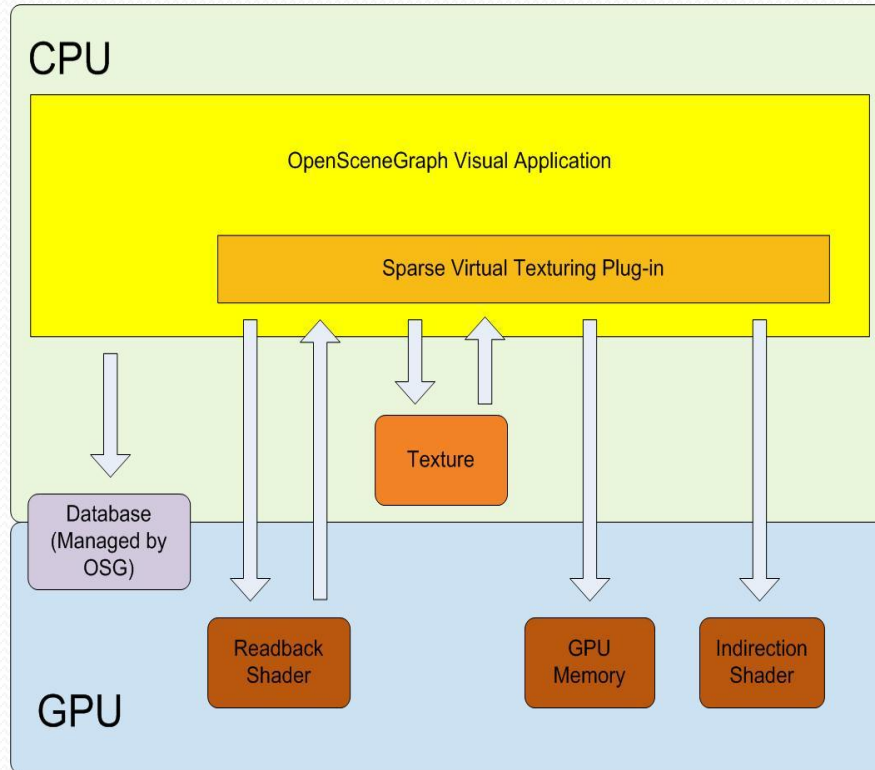 CPU
OpenSceneGraph Visual Application
Sparse Virtual Texturing Plug-in
Texture
Database
(Managed by
OSG)
Readback
Shader
GPU
Memory
Indirection
Shader
GPU